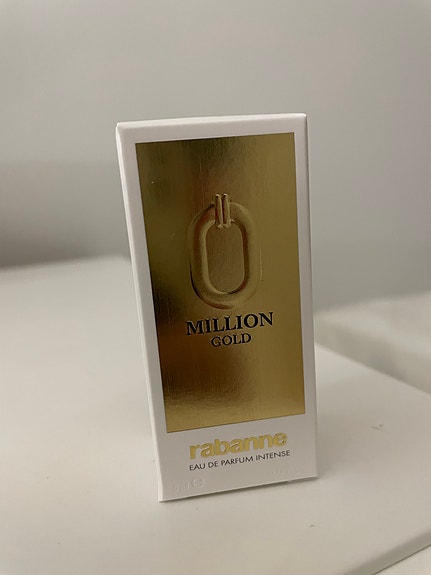 MILLION
GOLD
rabanne
EAU DE PARFUM INTENSE